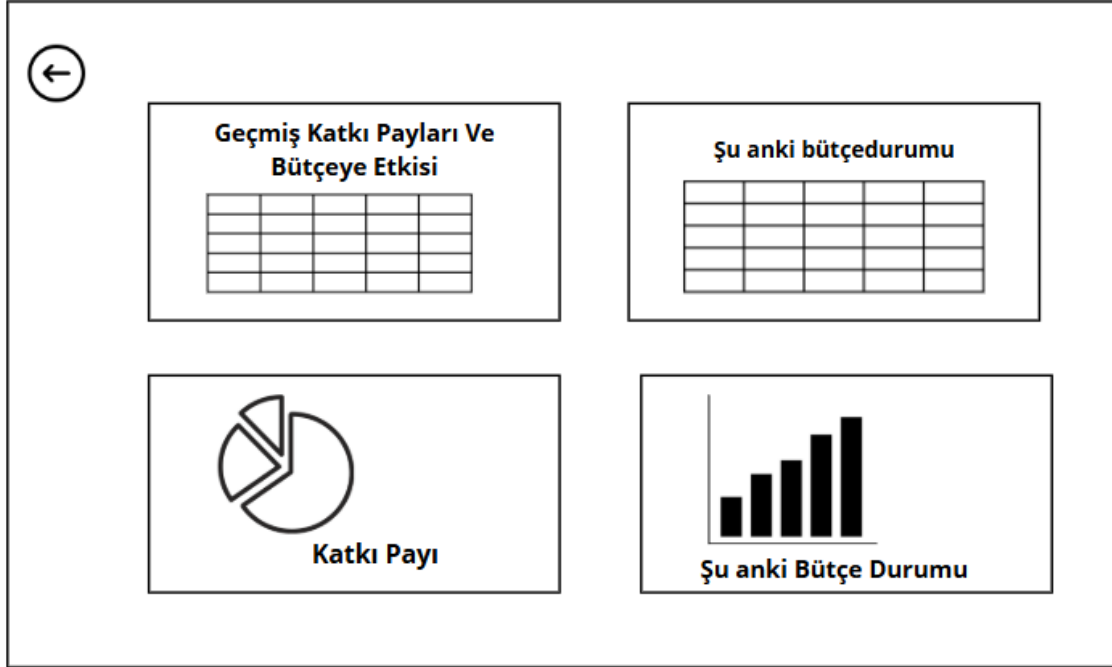 Geçmiş Katkı Payları Ve
Bütçeye Etkisi
Şu anki bütçedurumu
Katkı Payı
Şu anki Bütçe Durumu